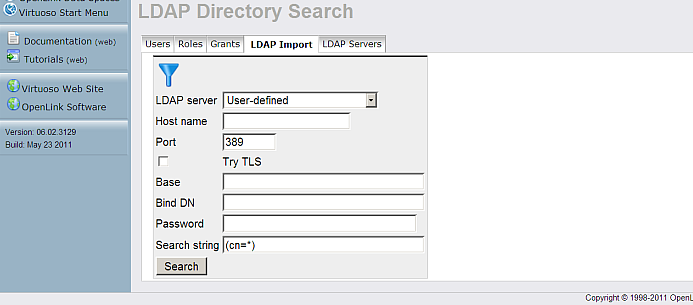 Virtuoso Start Menu
Documentation (web)
Tutorials (web)
Virtuoso Web Site
OpenLink Software
Version: 06.02.3129
Build: May 23 2011
LDAP Directory Search
Users Roles Grants LDAP Import LDAP Servers
LDAP server User-defined
Host name
Port 389
Try TLS
Base
Bind DN
Password
Search string (cn=*)
Search
Copyright © 1998-2011 OpenL